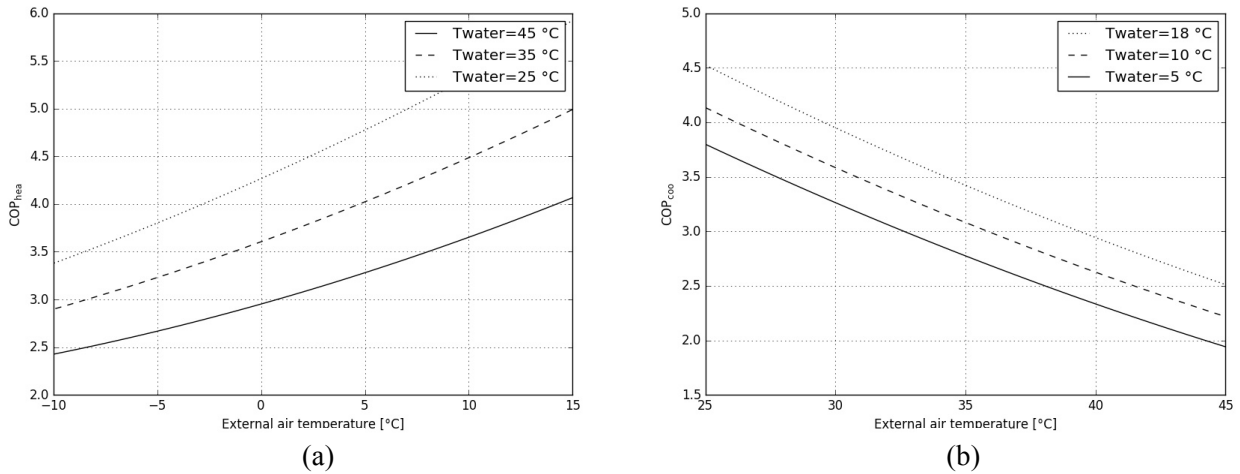 6.0
5.5
5.0
4.5
4.0
3.5
3.0
2.5
2.0
COPhea
Twater=45 °C
Twater=35 °C
Twater=25 °C
−10
−5
0
5
10
15
External air temperature [°C]
(a)
5.0
4.5
4.0
3.5
3.0
2.5
2.0
1.5
COPcoo
Twater=18 °C
Twater=10 °C
Twater=5 °C
25
30
35
40
45
External air temperature [°C]
(b)